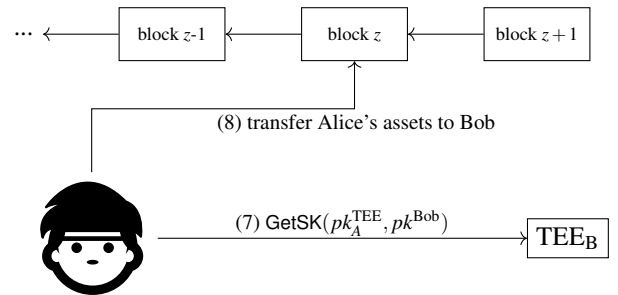 ... block z-1 block z block z + 1
(8) transfer Alice's assets to Bob
(7) GetSK(pk_A^TEE, pk^Bob)
TEE_B